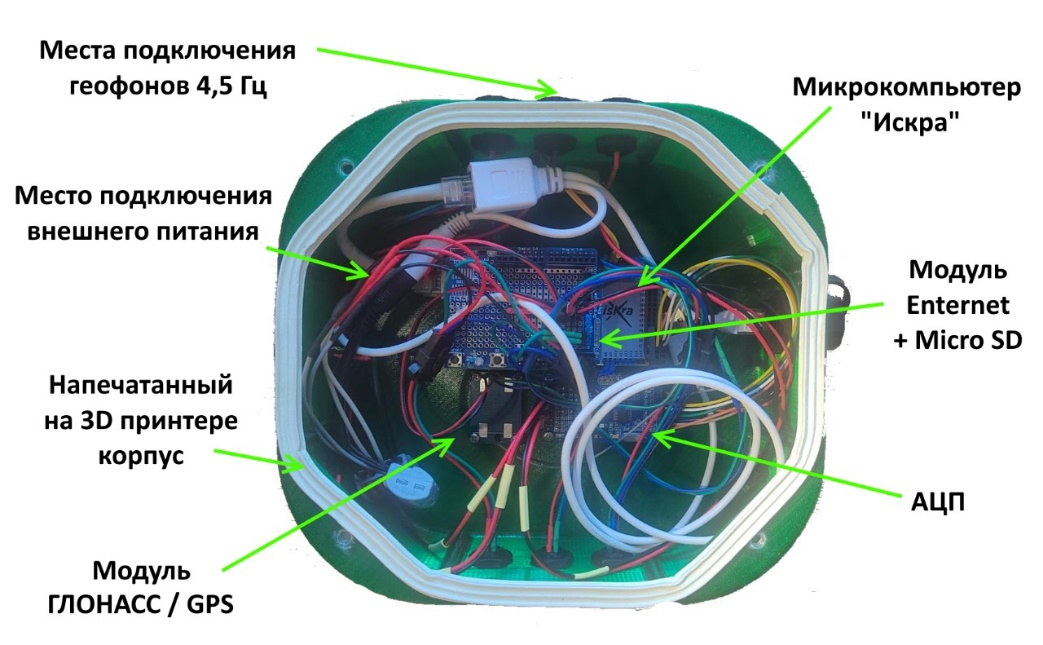 Места подключения
геофонов 4,5 Гц
Микрокомпьютер
"Искра"
Место подключения
внешнего питания
Модуль
Enternet
+ Micro SD
Напечатанный
на 3D принтере
корпус
АЦП
Модуль
ГЛОНАСС / GPS
iskra